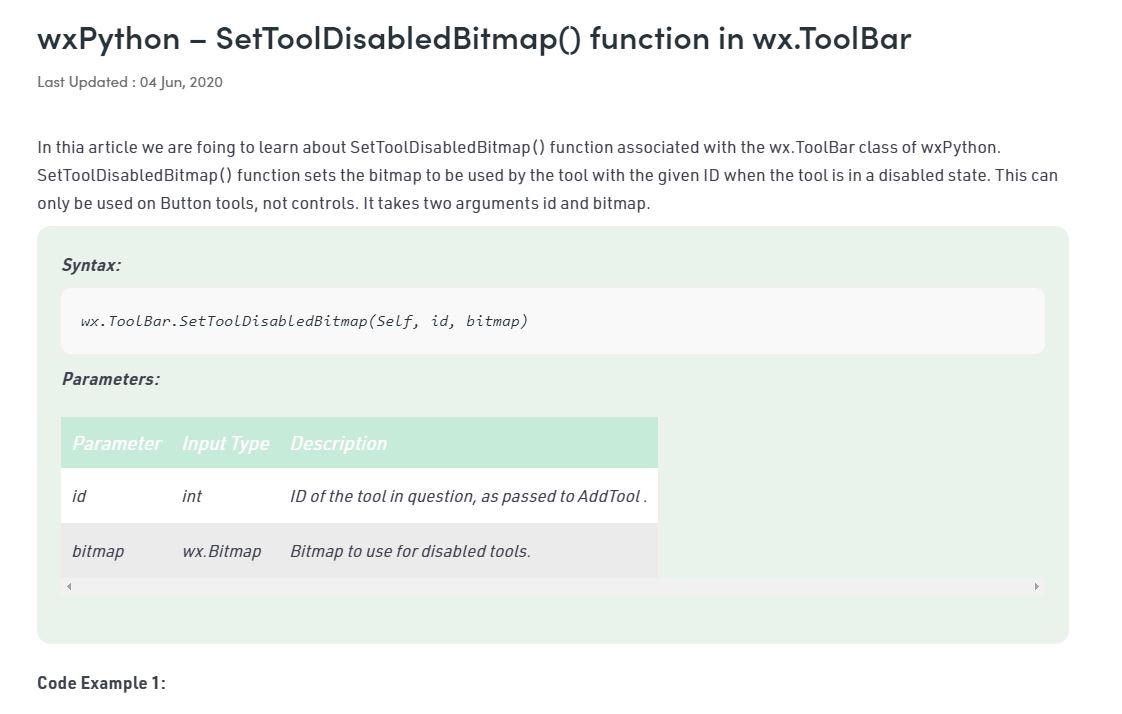 wxPython – SetToolDisabledBitmap() function in wx.ToolBar
Last Updated : 04 Jun, 2020
In thia article we are foing to learn about SetToolDisabledBitmap() function associated with the wx.ToolBar class of wxPython.
SetToolDisabledBitmap() function sets the bitmap to be used by the tool with the given ID when the tool is in a disabled state. This can
only be used on Button tools, not controls. It takes two arguments id and bitmap.
Syntax:
wx.ToolBar.SetToolDisabledBitmap(Self, id, bitmap)
Parameters:
Parameter Input Type Description
id int ID of the tool in question, as passed to AddTool .
bitmap wx.Bitmap Bitmap to use for disabled tools.
Code Example 1: